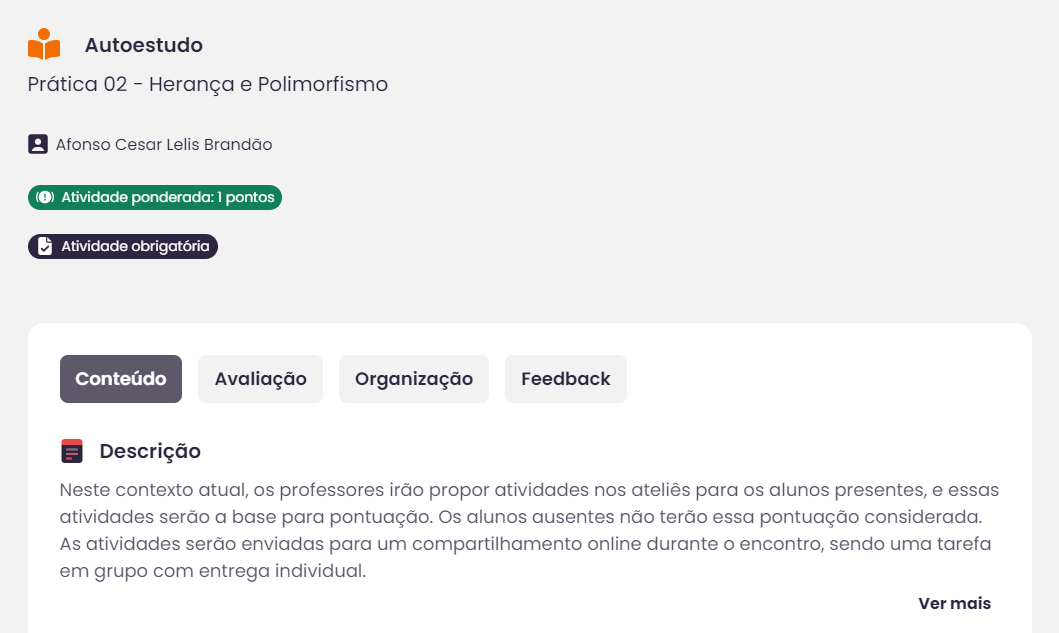 Autoestudo
Prática 02 - Herança e Polimorfismo
Afonso Cesar Lelis Brandão
Atividade ponderada: 1 pontos
Atividade obrigatória
Conteúdo
Avaliação
Organização
Feedback
Descrição
Neste contexto atual, os professores irão propor atividades nos ateliês para os alunos presentes, e essas
atividades serão a base para pontuação. Os alunos ausentes não terão essa pontuação considerada.
As atividades serão enviadas para um compartilhamento online durante o encontro, sendo uma tarefa
em grupo com entrega individual.
Ver mais